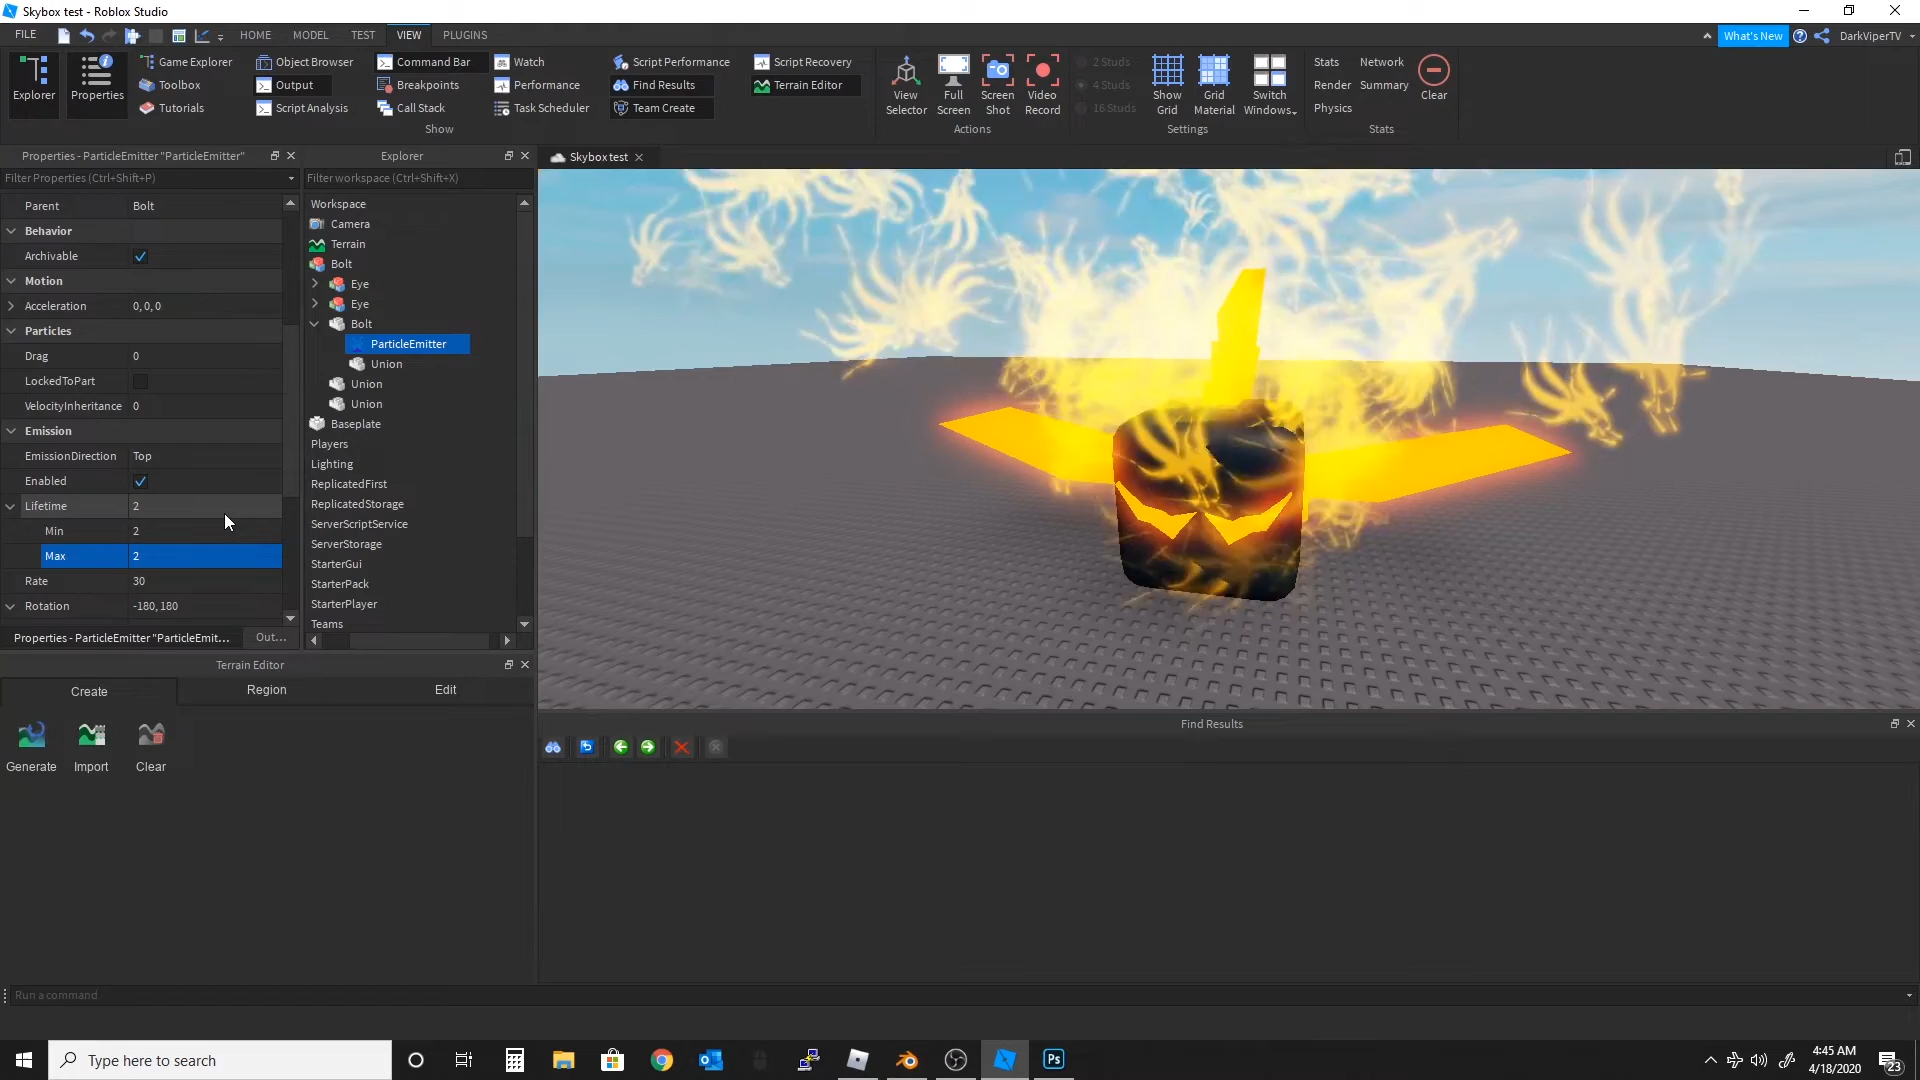 Skybox test - Roblox Studio
FILE HOME MODEL TEST VIEW PLUGINS What's New DarkViperTV
Explorer
Properties
Game Explorer
Toolbox
Tutorials
Object Browser
Output
Script Analysis
Command Bar
Breakpoints
Call Stack
Watch
Performance
Task Scheduler
Script Performance
Find Results
Team Create
Script Recovery
Terrain Editor
Show
View
Selector
Full
Screen
Screen
Shot
Video
Record
Actions
2 Studs
4 Studs
16 Studs
Show
Grid
Grid
Material
Switch
Windows
Settings
Stats
Render
Physics
Network
Summary
Clear
Stats
Properties - ParticleEmitter "ParticleEmitter"
Filter Properties (Ctrl+Shift+P)
Parent Bolt
Behavior
Archivable
Motion
Acceleration 0, 0, 0
Particles
Drag 0
LockedToPart
VelocityInheritance 0
Emission
EmissionDirection Top
Enabled
Lifetime 2
Min 2
Max 2
Rate 30
Rotation -180, 180
Properties - ParticleEmitter "ParticleEmit... Out...
Explorer
Filter workspace (Ctrl+Shift+X)
Workspace
Camera
Terrain
Bolt
Eye
Eye
Bolt
ParticleEmitter
Union
Union
Union
Baseplate
Players
Lighting
ReplicatedFirst
ReplicatedStorage
ServerScriptService
ServerStorage
StarterGui
StarterPack
StarterPlayer
Teams
Skybox test
Terrain Editor
Create Region Edit
Generate Import Clear
Find Results
Run a command
Type here to search
Ps
4:45 AM
4/18/2020
23